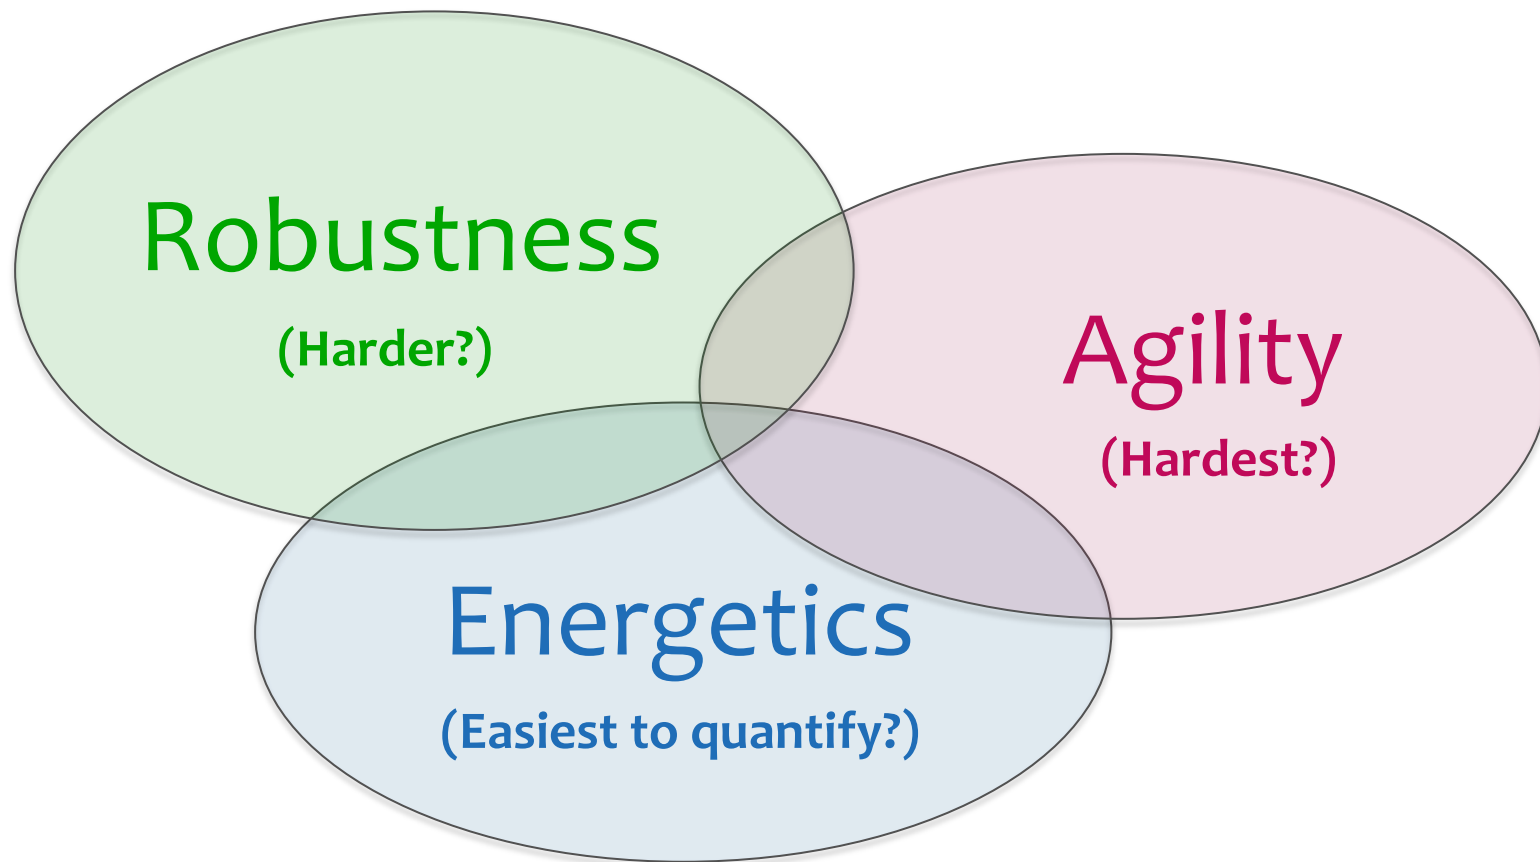 Robustness
(Harder?)
Agility
(Hardest?)
Energetics
(Easiest to quantify?)